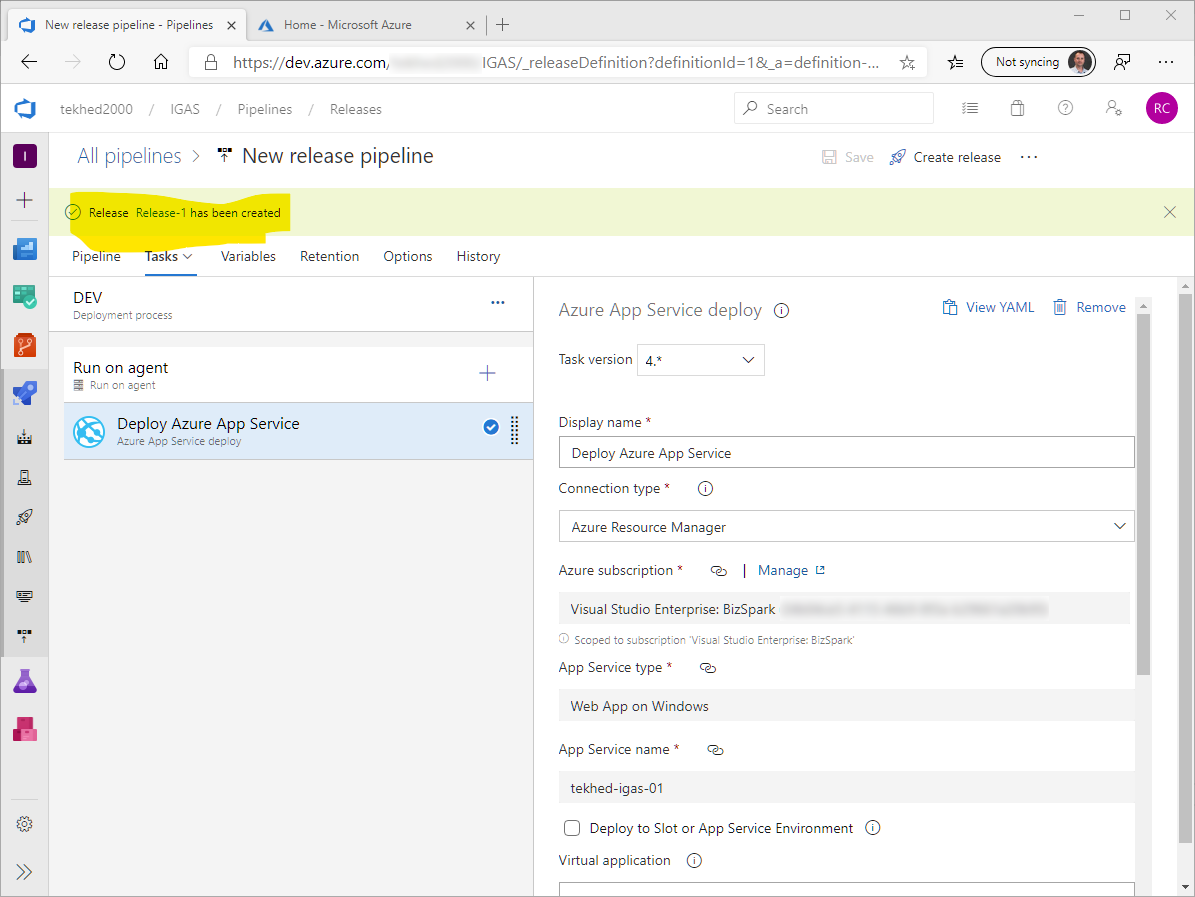 New release pipeline - Pipelines
Home - Microsoft Azure
https://dev.azure.com/ IGAS/_releaseDefinition?definitionId=1&_a=definition-...
Not syncing
tekhed2000 / IGAS / Pipelines / Releases
Search
RC
I
All pipelines > New release pipeline
Save
Create release
Release Release-1 has been created
Pipeline
Tasks
Variables
Retention
Options
History
DEV
Deployment process
Run on agent
Run on agent
Deploy Azure App Service
Azure App Service deploy
Azure App Service deploy
View YAML
Remove
Task version 4.*
Display name *
Deploy Azure App Service
Connection type *
Azure Resource Manager
Azure subscription * | Manage
Visual Studio Enterprise: BizSpark
Scoped to subscription 'Visual Studio Enterprise: BizSpark'
App Service type *
Web App on Windows
App Service name *
tekhed-igas-01
Deploy to Slot or App Service Environment
Virtual application